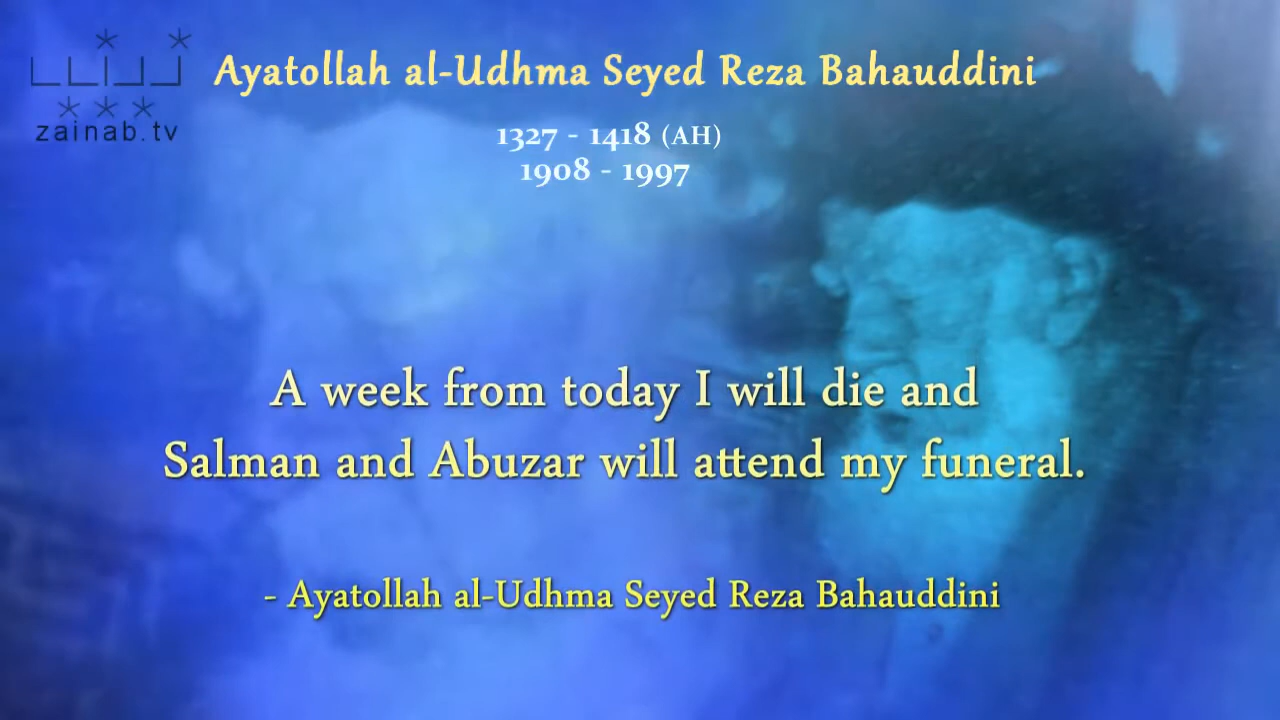 zainab.tv
Ayatollah al-Udhma Seyed Reza Bahauddini
1327 - 1418 (AH)
1908 - 1997
A week from today I will die and
Salman and Abuzar will attend my funeral.
- Ayatollah al-Udhma Seyed Reza Bahauddini